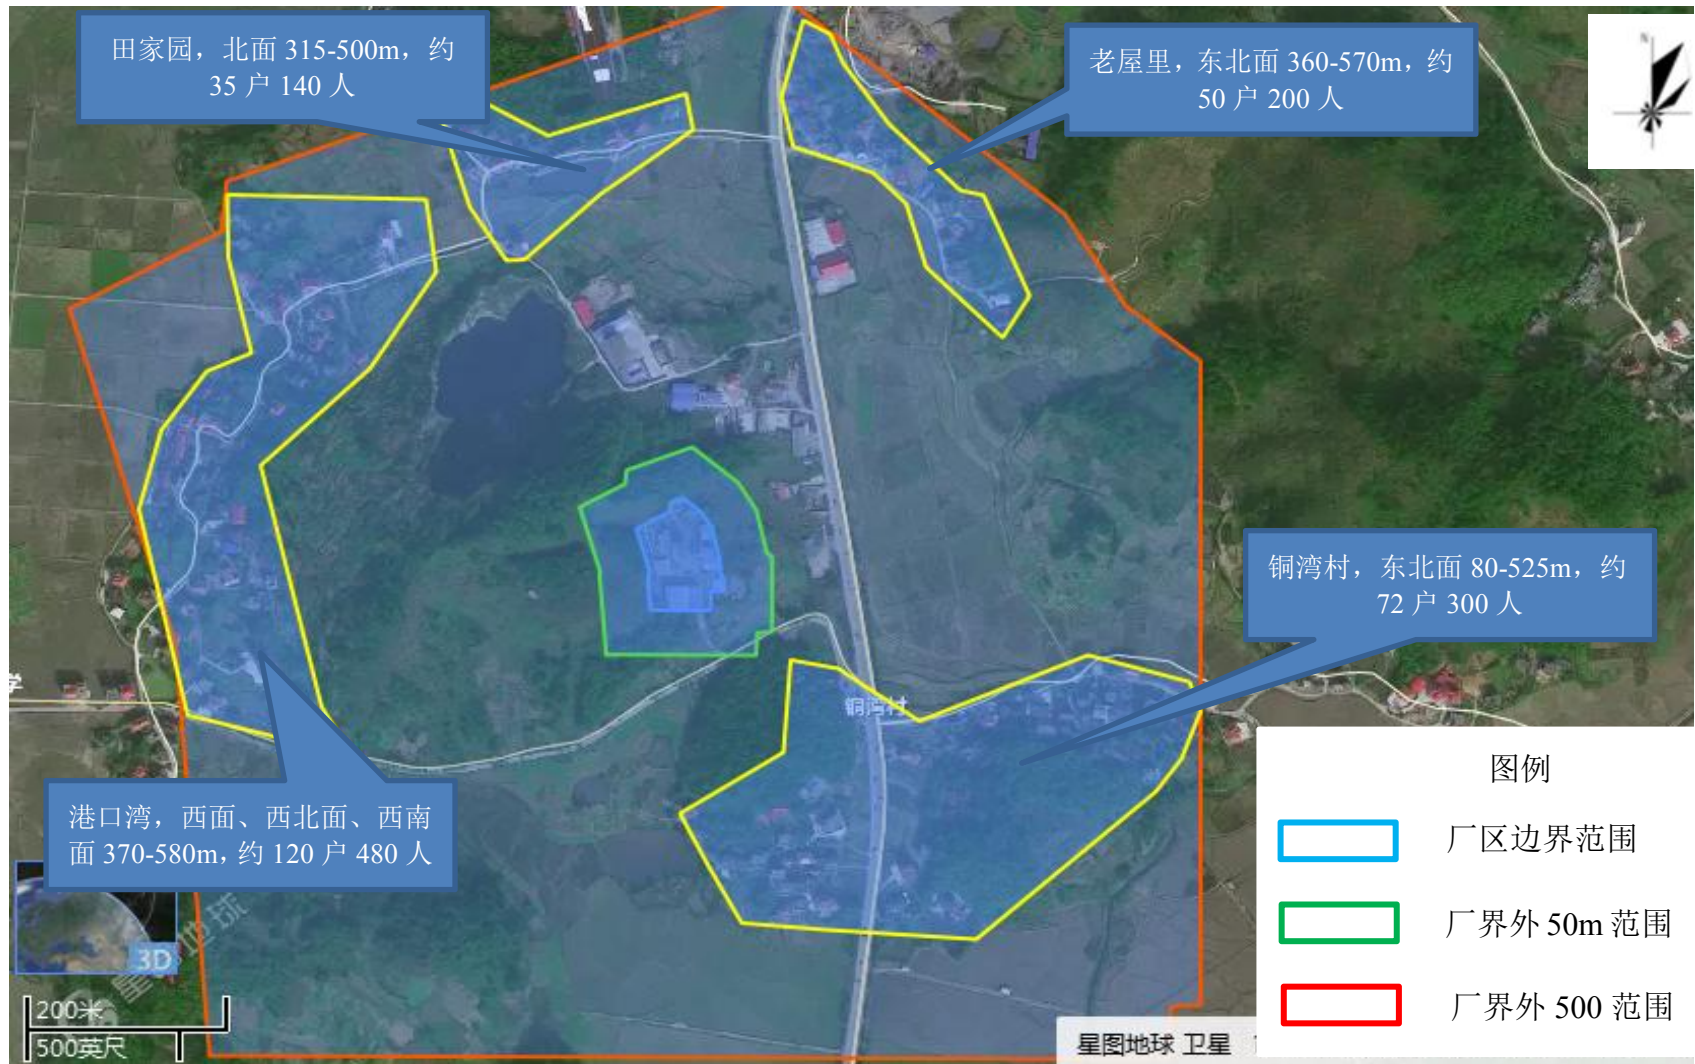 田家园，北面 315-500m，约
35 户 140 人
老屋里，东北面 360-570m，约
50 户 200 人
N
铜湾村，东北面 80-525m，约
72 户 300 人
铜湾村
学
港口湾，西面、西北面、西南
面 370-580m，约 120 户 480 人
图例
厂区边界范围
厂界外 50m 范围
厂界外 500 范围
3D
星图地球
200米
500英尺
星图地球 卫星